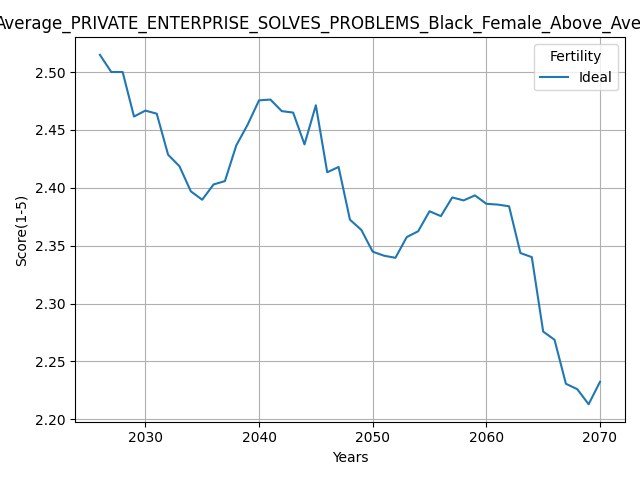 Average_PRIVATE_ENTERPRISE_SOLVES_PROBLEMS_Black_Female_Above_Ave
Fertility
Ideal
2.50
2.45
2.40
2.35
2.30
2.25
2.20
Score(1-5)
2030 2040 2050 2060 2070
Years